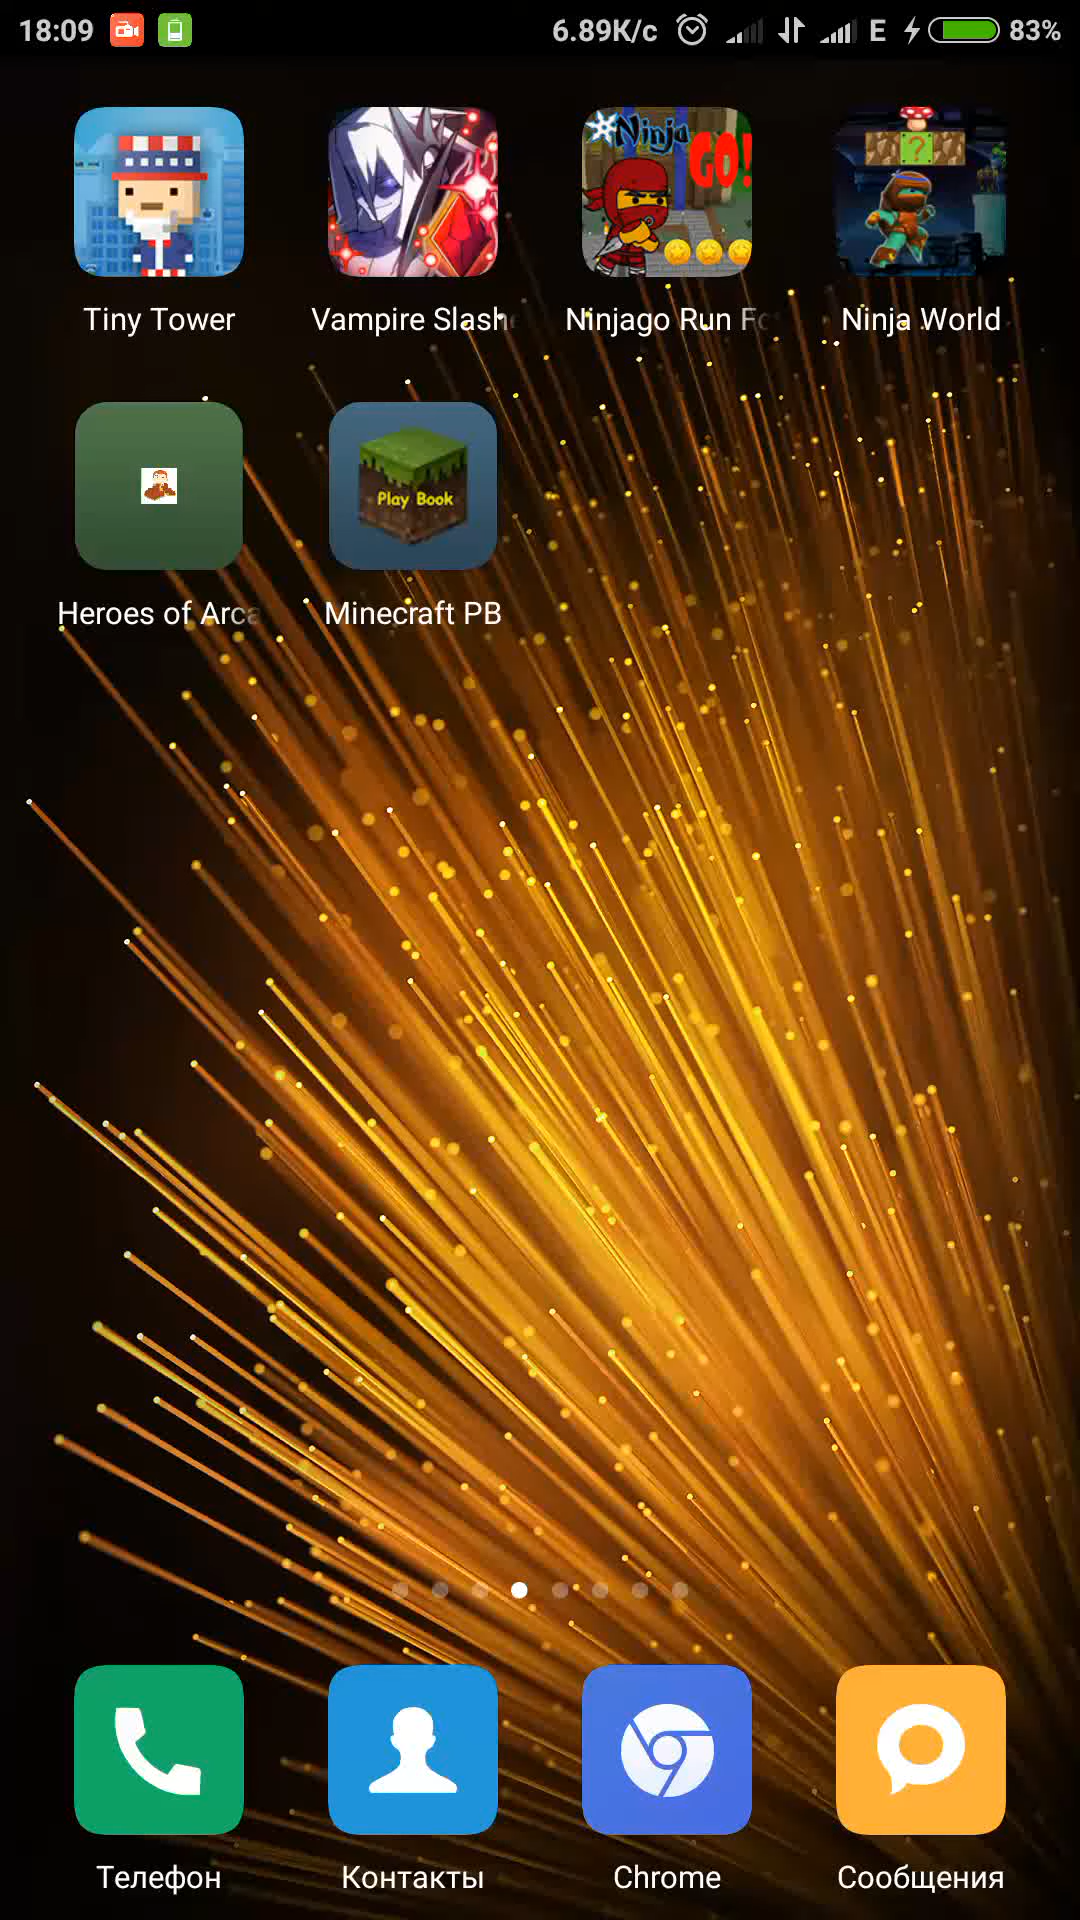 18:09 6.89K/c E 83%
Ninja
GO!
?
Tiny Tower
Vampire Slash
Ninjago Run Fo
Ninja World
Play Book
Heroes of Arca
Minecraft PB
Телефон
Контакты
Chrome
Сообщения